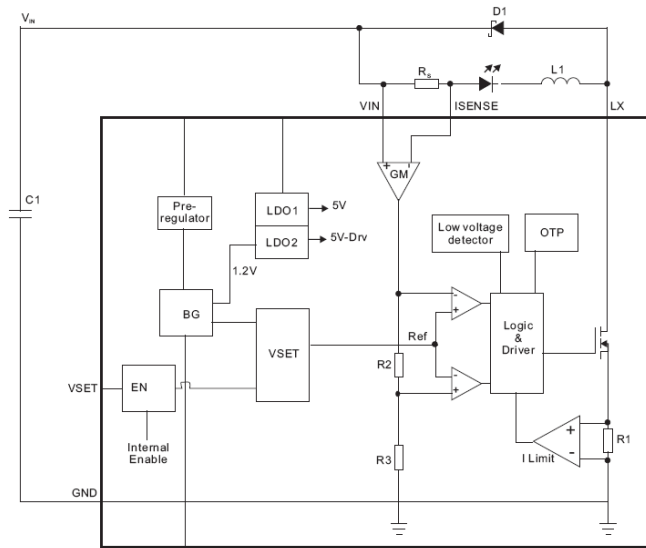 VIN
D1
Rs
L1
VIN
ISENSE
LX
C1
GM
Pre-
regulator
LDO1
5V
LDO2
5V-Drv
Low voltage
detector
OTP
1.2V
BG
VSET
Ref
Logic
&
Driver
R2
VSET
EN
Internal
Enable
R3
I Limit
R1
GND
+
-
-
+
-
+
+
-